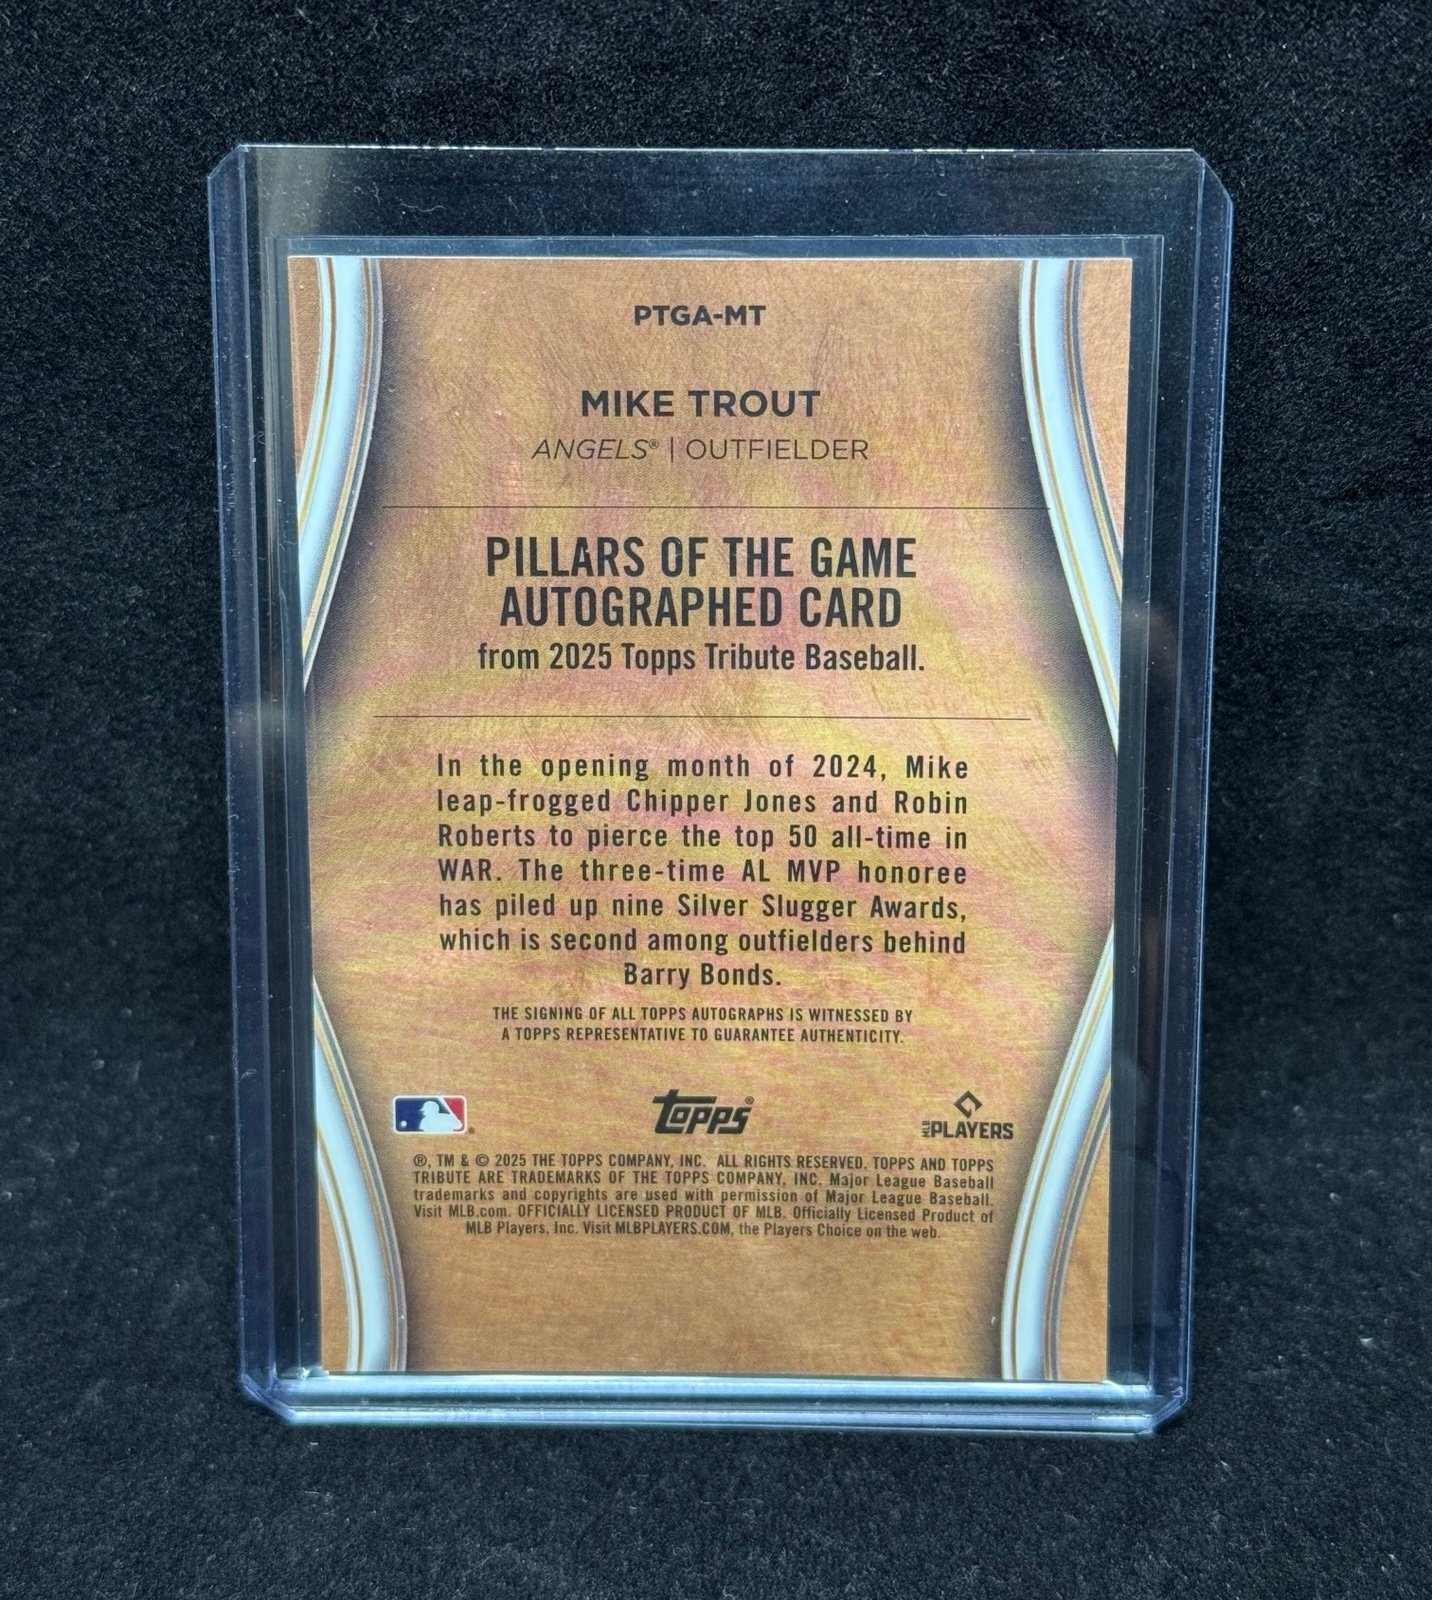 PTGA-MT
MIKE TROUT
ANGELS® | OUTFIELDER
PILLARS OF THE GAME
AUTOGRAPHED CARD
from 2025 Topps Tribute Baseball.
In the opening month of 2024, Mike
leap-frogged Chipper Jones and Robin
Roberts to pierce the top 50 all-time in
WAR. The three-time AL MVP honoree
has piled up nine Silver Slugger Awards,
which is second among outfielders behind
Barry Bonds.
THE SIGNING OF ALL TOPPS AUTOGRAPHS IS WITNESSED BY
A TOPPS REPRESENTATIVE TO GUARANTEE AUTHENTICITY.
Topps®
MLB PLAYERS
®, TM & © 2025 THE TOPPS COMPANY, INC. ALL RIGHTS RESERVED. TOPPS AND TOPPS
TRIBUTE ARE TRADEMARKS OF THE TOPPS COMPANY, INC. Major League Baseball
trademarks and copyrights are used with permission of Major League Baseball.
Visit MLB.com. OFFICIALLY LICENSED PRODUCT OF MLB. Officially Licensed Product of
MLB Players, Inc. Visit MLBPLAYERS.COM, the Players Choice on the web.